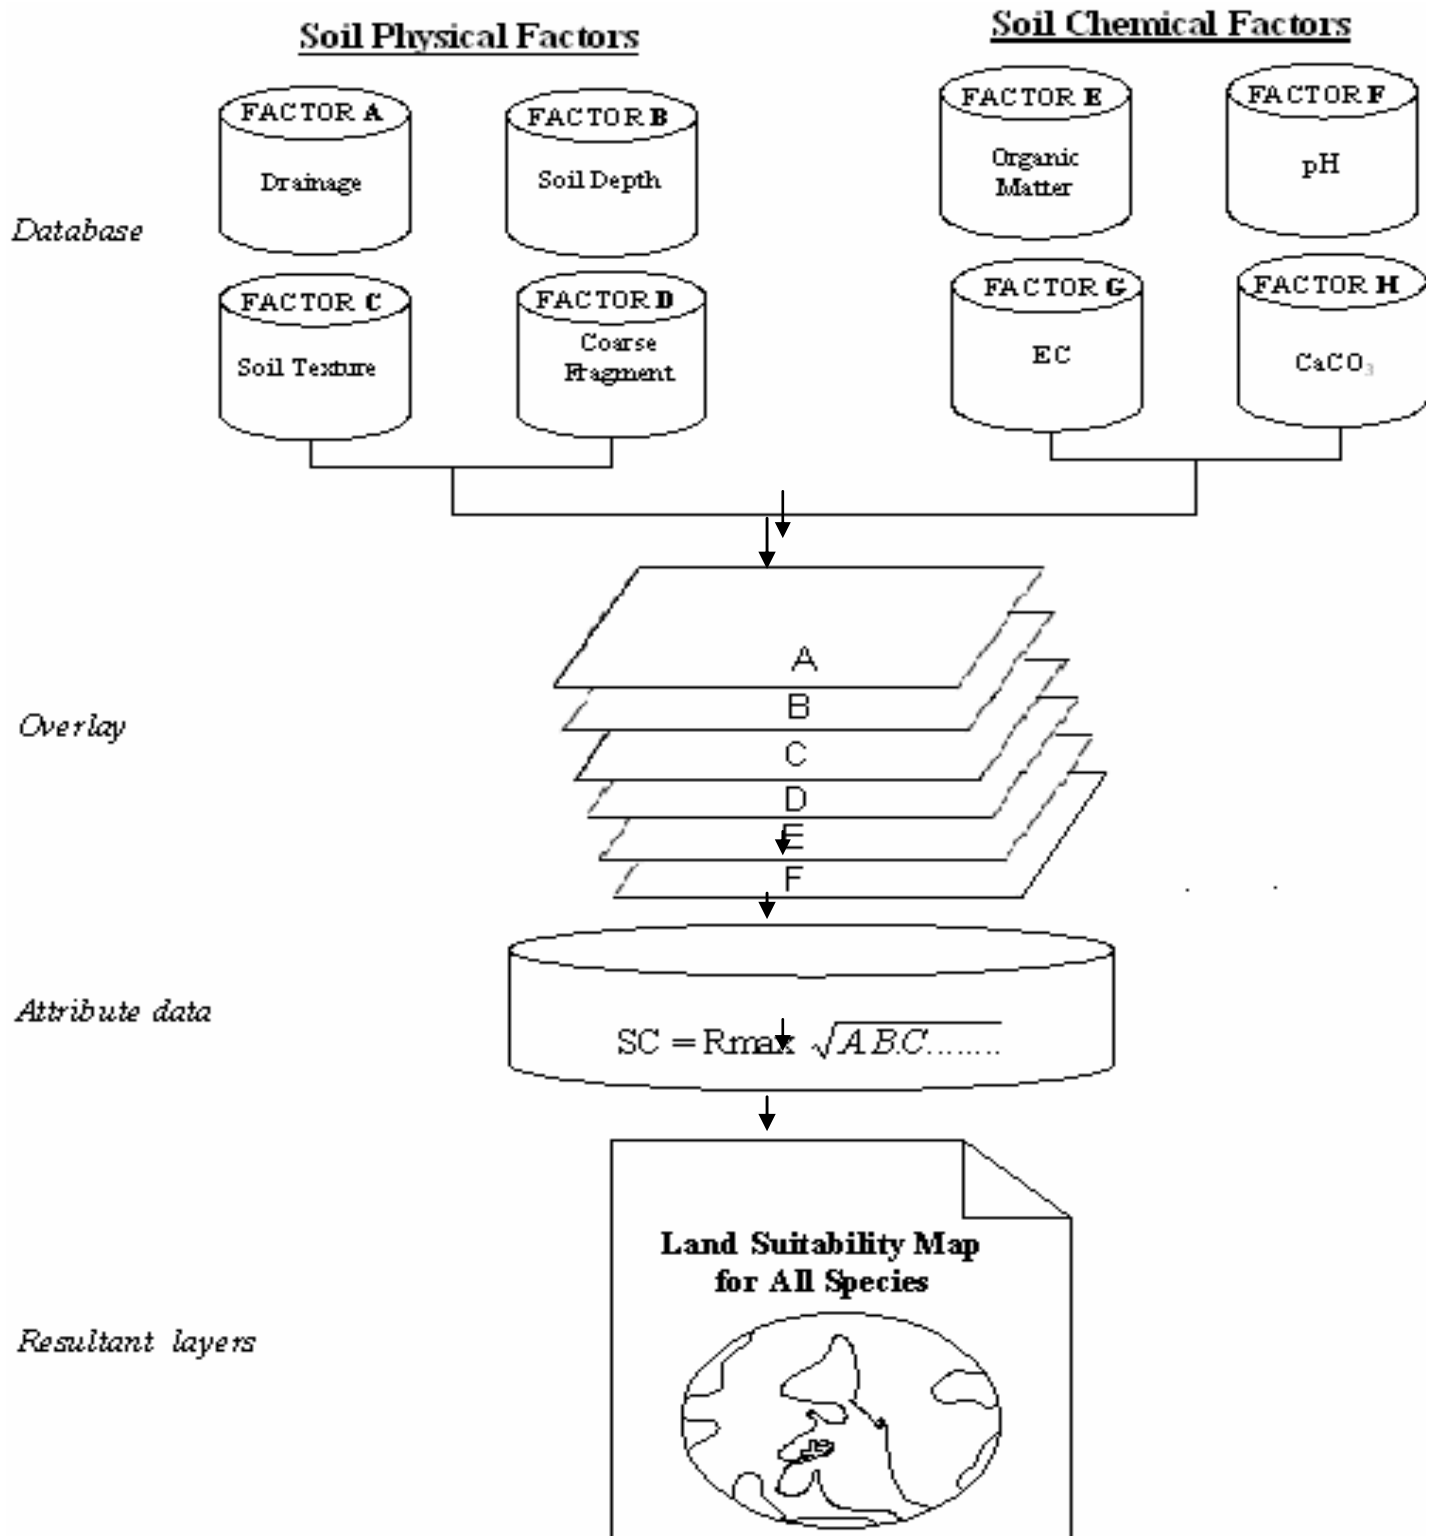 Soil Physical Factors
Soil Chemical Factors
FACTOR A
Drainage
FACTOR B
Soil Depth
FACTOR E
Organic
Matter
FACTOR F
pH
Database
FACTOR C
Soil Texture
FACTOR D
Coarse
Fragment
FACTOR G
EC
FACTOR H
CaCO₃
A
B
Overlay
C
D
E
F
Attribute data
SC = Rmax √A.B.C........
Land Suitability Map
for All Species
Resultant layers